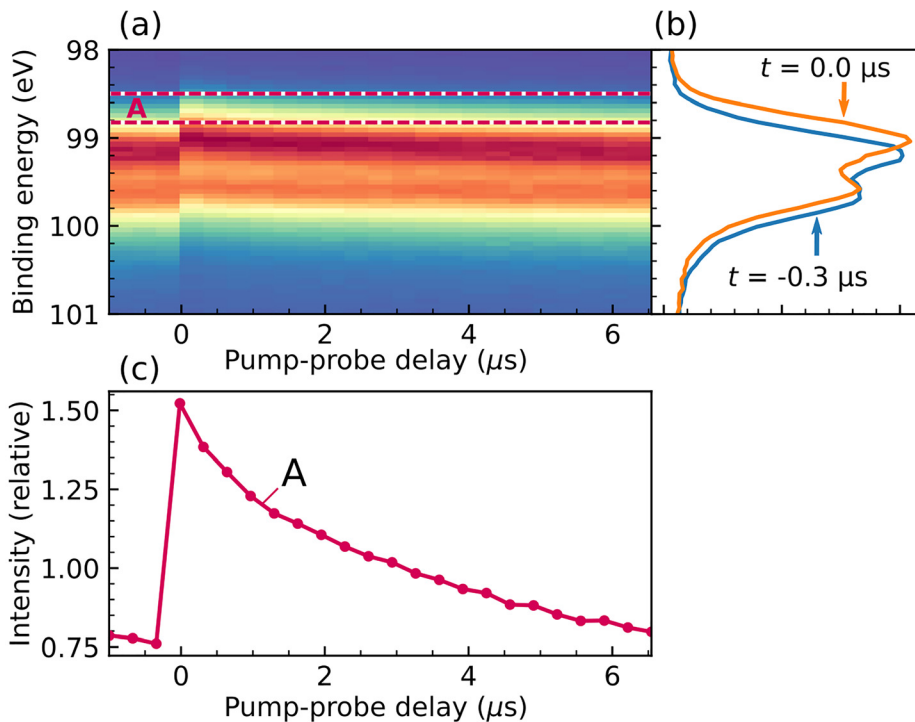 (a)
(b)
98
99
100
101
Binding energy (eV)
A
0
2
4
6
Pump-probe delay (μs)
t = 0.0 μs
t = -0.3 μs
(c)
1.50
1.25
1.00
0.75
Intensity (relative)
A
0
2
4
6
Pump-probe delay (μs)